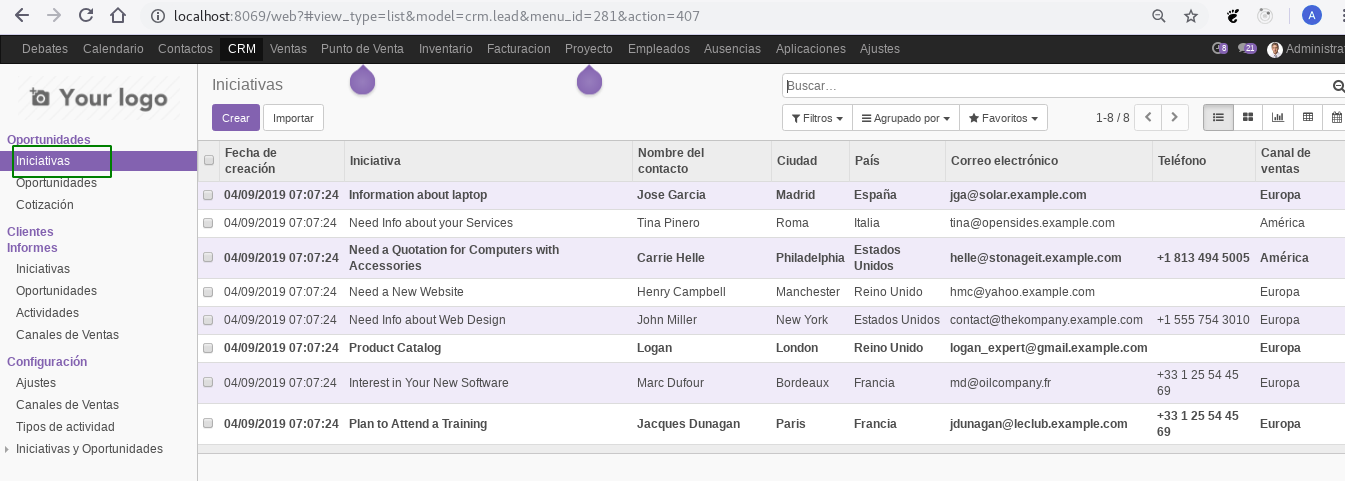 localhost:8069/web?#view_type=list&model=crm.lead&menu_id=281&action=407
A
Debates Calendario Contactos CRM Ventas Punto de Venta Inventario Inventario Facturacion Proyecto Empleados Ausencias Aplicaciones Ajustes 8 21 Administrat
Your logo
Oportunidades
Iniciativas
Oportunidades
Cotización
Clientes
Informes
Iniciativas
Oportunidades
Actividades
Canales de Ventas
Configuración
Ajustes
Canales de Ventas
Tipos de actividad
Iniciativas y Oportunidades
Iniciativas
Buscar...
Crear Importar
Filtros Agrupado por Favoritos 1-8 / 8
Fecha de creación Iniciativa Nombre del contacto Ciudad País Correo electrónico Teléfono Canal de ventas
04/09/2019 07:07:24 Information about laptop Jose Garcia Madrid España jga@solar.example.com Europa
04/09/2019 07:07:24 Need Info about your Services Tina Pinero Roma Italia tina@opensides.example.com América
04/09/2019 07:07:24 Need a Quotation for Computers with Accessories Carrie Helle Philadelphia Estados Unidos helle@stonageit.example.com +1 813 494 5005 América
04/09/2019 07:07:24 Need a New Website Henry Campbell Manchester Reino Unido hmc@yahoo.example.com Europa
04/09/2019 07:07:24 Need Info about Web Design John Miller New York Estados Unidos contact@thekompany.example.com +1 555 754 3010 Europa
04/09/2019 07:07:24 Product Catalog Logan London Reino Unido logan_expert@gmail.example.com Europa
04/09/2019 07:07:24 Interest in Your New Software Marc Dufour Bordeaux Francia md@oilcompany.fr +33 1 25 54 45 69 Europa
04/09/2019 07:07:24 Plan to Attend a Training Jacques Dunagan Paris Francia jdunagan@leclub.example.com +33 1 25 54 45 69 Europa